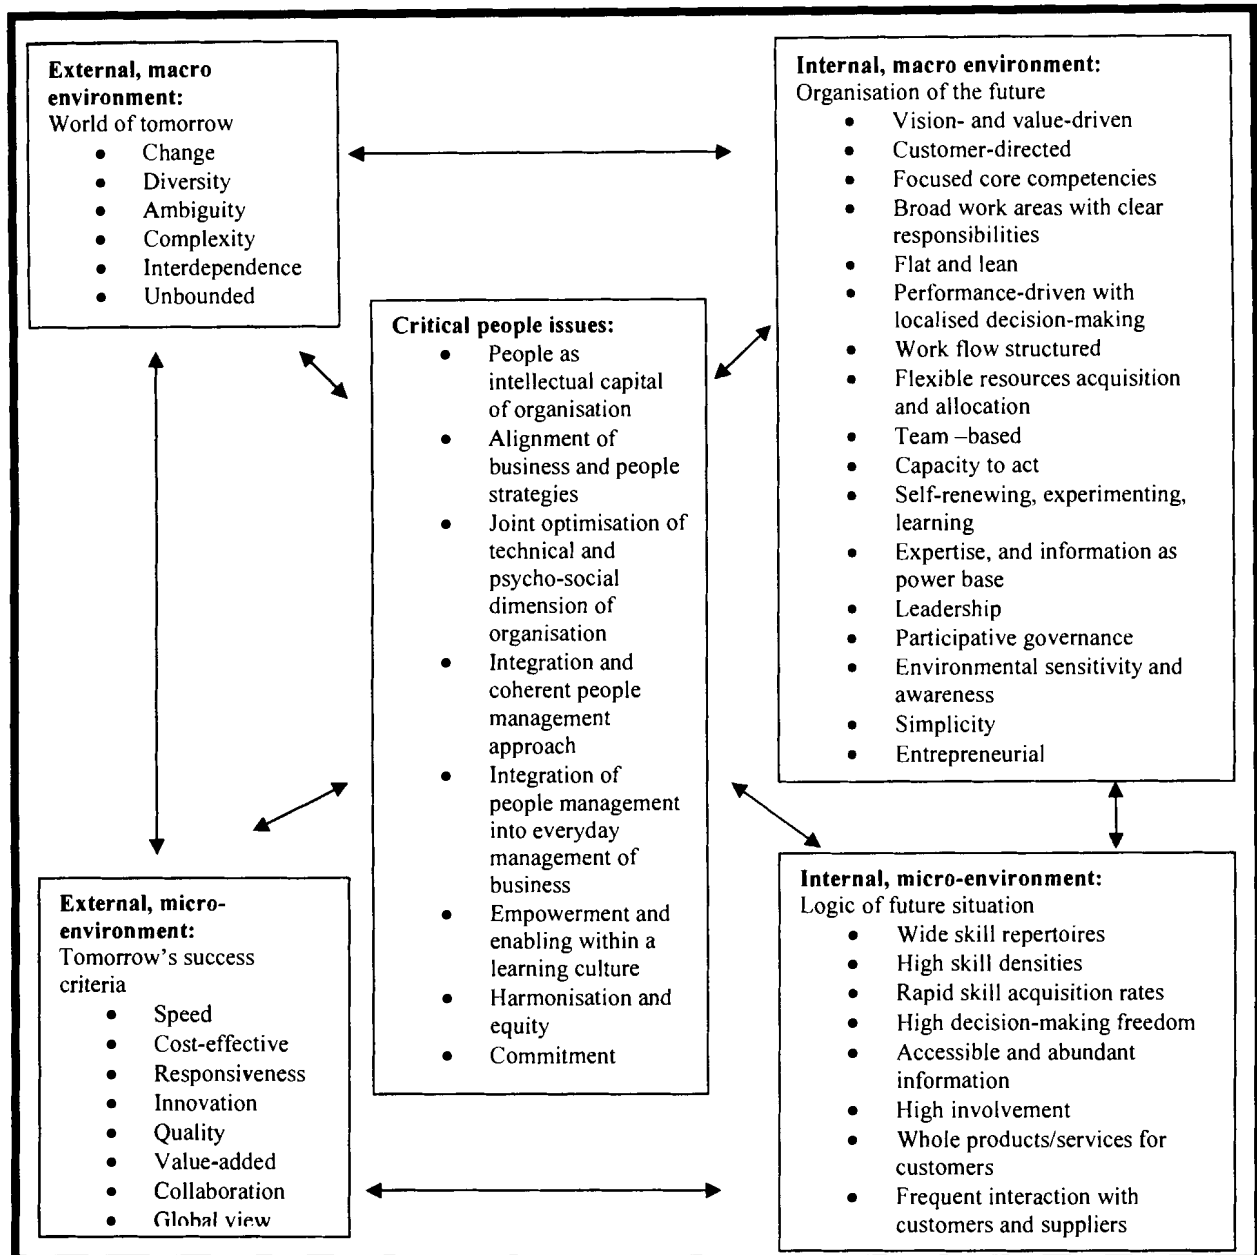 External, macro
environment:
World of tomorrow
• Change
• Diversity
• Ambiguity
• Complexity
• Interdependence
• Unbounded
Internal, macro environment:
Organisation of the future
• Vision- and value-driven
• Customer-directed
• Focused core competencies
• Broad work areas with clear
responsibilities
• Flat and lean
• Performance-driven with
localised decision-making
• Work flow structured
• Flexible resources acquisition
and allocation
• Team –based
• Capacity to act
• Self-renewing, experimenting,
learning
• Expertise, and information as
power base
• Leadership
• Participative governance
• Environmental sensitivity and
awareness
• Simplicity
• Entrepreneurial
Critical people issues:
• People as
intellectual capital
of organisation
• Alignment of
business and people
strategies
• Joint optimisation of
technical and
psycho-social
dimension of
organisation
• Integration and
coherent people
management
approach
• Integration of
people management
into everyday
management of
business
• Empowerment and
enabling within a
learning culture
• Harmonisation and
equity
• Commitment
External, micro-
environment:
Tomorrow's success
criteria
• Speed
• Cost-effective
• Responsiveness
• Innovation
• Quality
• Value-added
• Collaboration
• Global view
Internal, micro-environment:
Logic of future situation
• Wide skill repertoires
• High skill densities
• Rapid skill acquisition rates
• High decision-making freedom
• Accessible and abundant
information
• High involvement
• Whole products/services for
customers
• Frequent interaction with
customers and suppliers